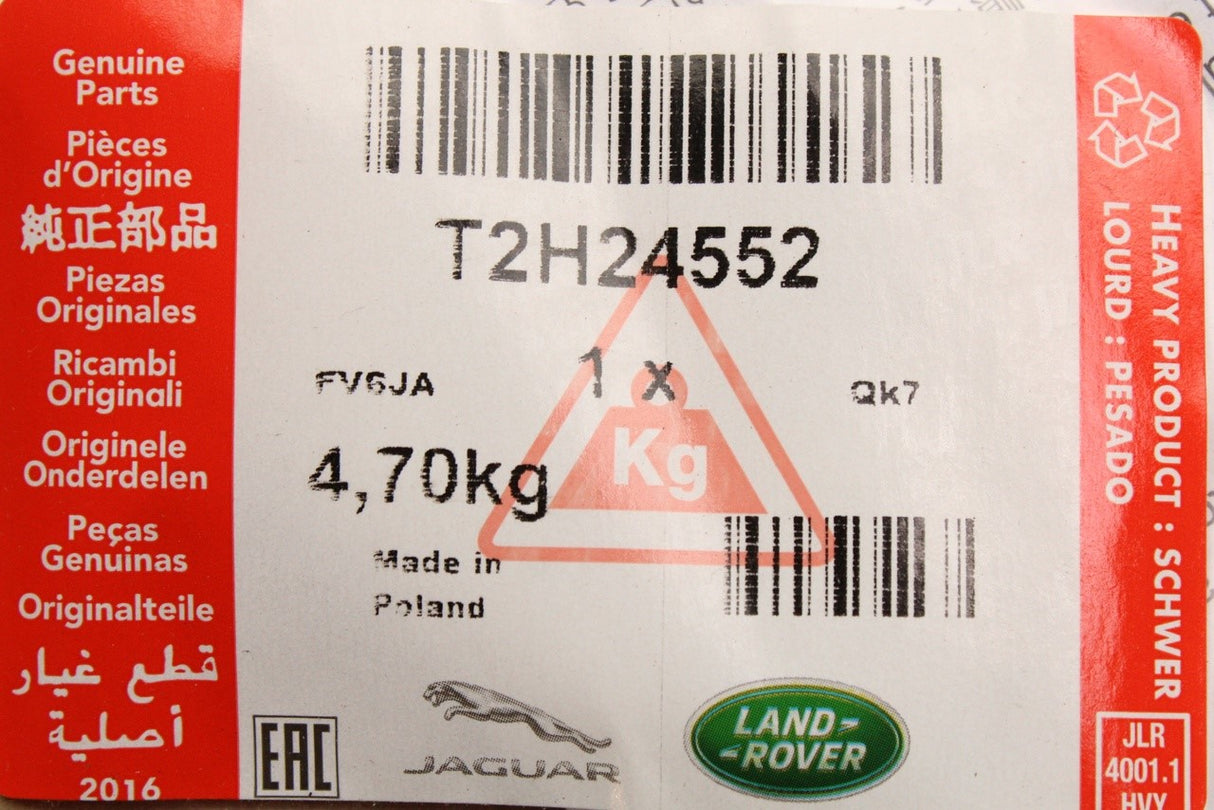 Genuine
Parts
Pièces
d'Origine
純正部品
Piezas
Originales
Ricambi
Originali
Originele
Onderdelen
Peças
Genuinas
Originalteile
قطع غيار
أصلية
2016
T2H24552
FV6JA
1 x
Qk7
4,70kg
Kg
Made in
Poland
EAC
JAGUAR
LAND-
-ROVER
HEAVY PRODUCT : SCHWER
LOURD : PESADO
JLR
4001.1
HVY